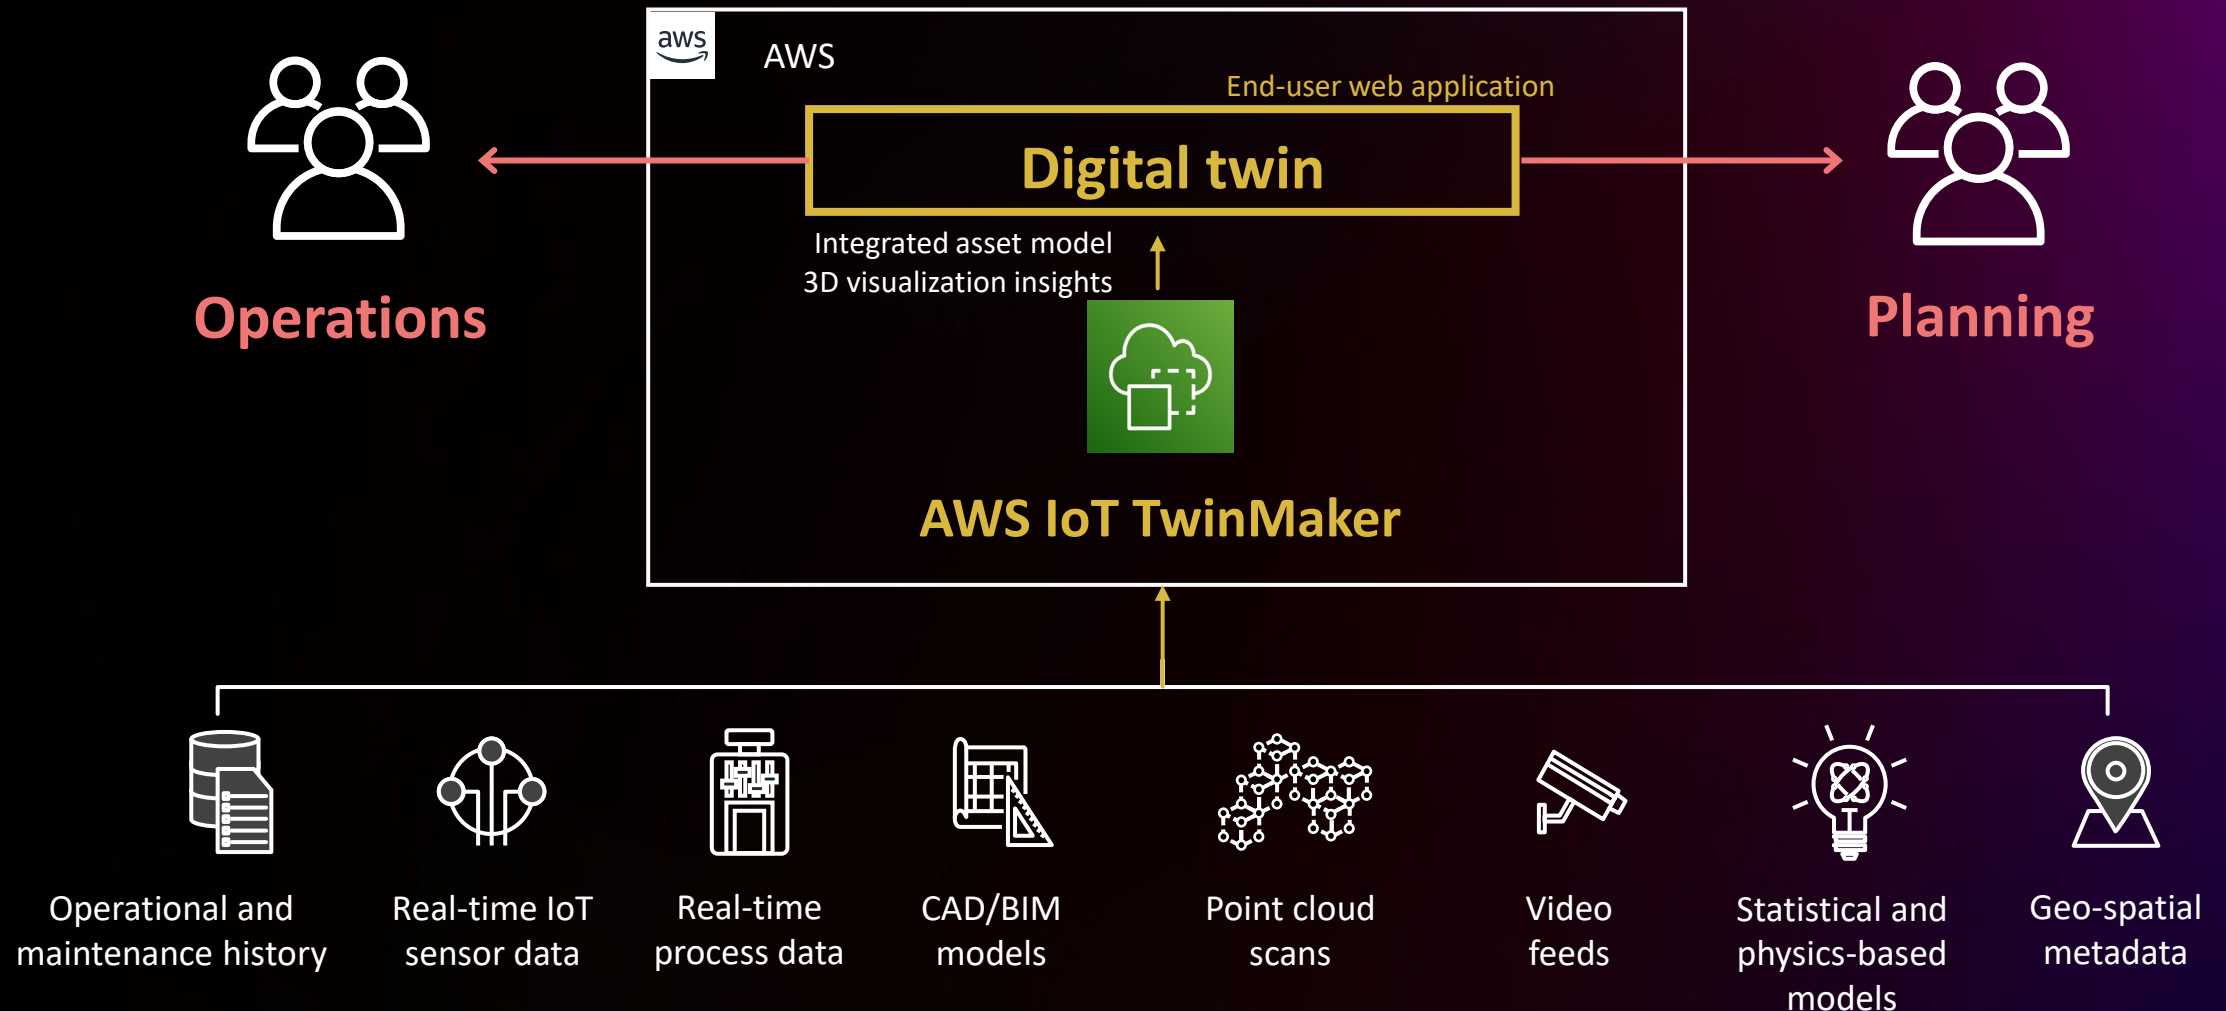 aws
AWS
End-user web application
Digital twin
Integrated asset model
3D visualization insights
Operations
Planning
AWS IoT TwinMaker
Operational and
maintenance history
Real-time IoT
sensor data
Real-time
process data
CAD/BIM
models
Point cloud
scans
Video
feeds
Statistical and
physics-based
models
Geo-spatial
metadata